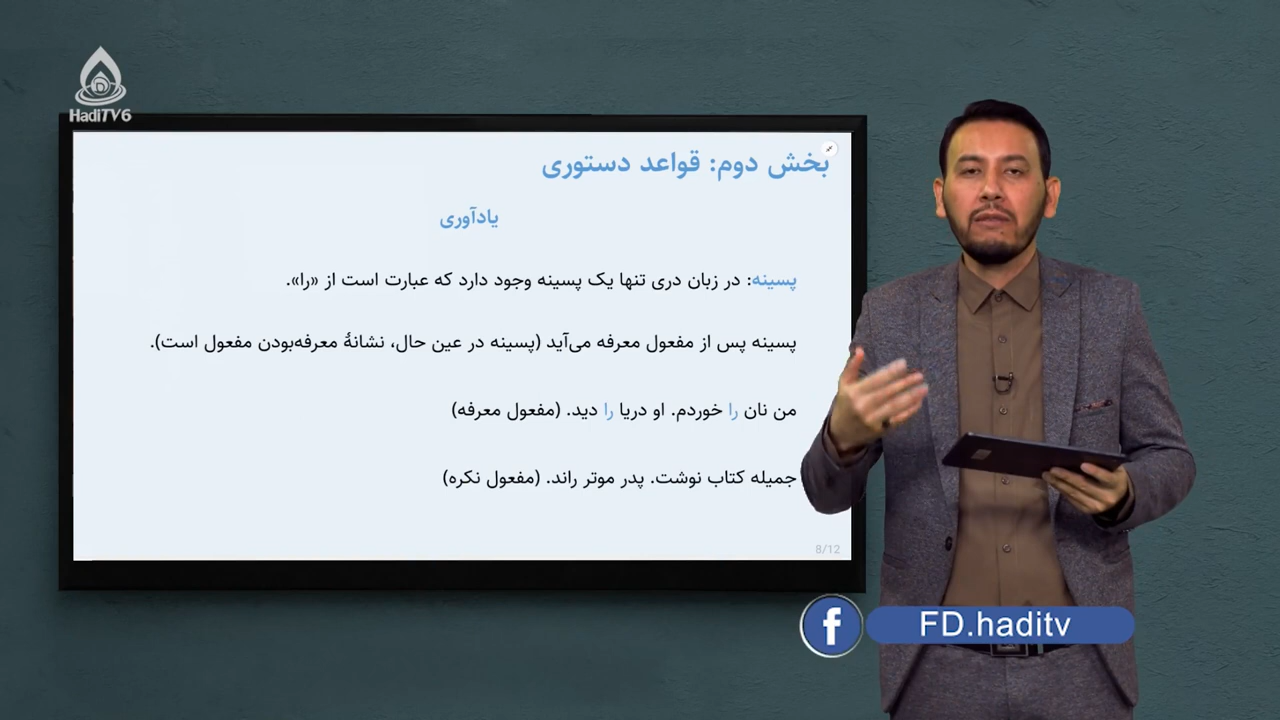 HadiTV6
بخش دوم: قواعد دستوری
یادآوری
پسینه: در زبان دری تنها یک پسینه وجود دارد که عبارت است از «را».
پسینه پس از مفعول معرفه می‌آید (پسینه در عین حال، نشانهٔ معرفه‌بودن مفعول است).
من نان را خوردم. او دریا را دید. (مفعول معرفه)
جمیله کتاب نوشت. پدر موتر راند. (مفعول نکره)
8/12
f FD.haditv